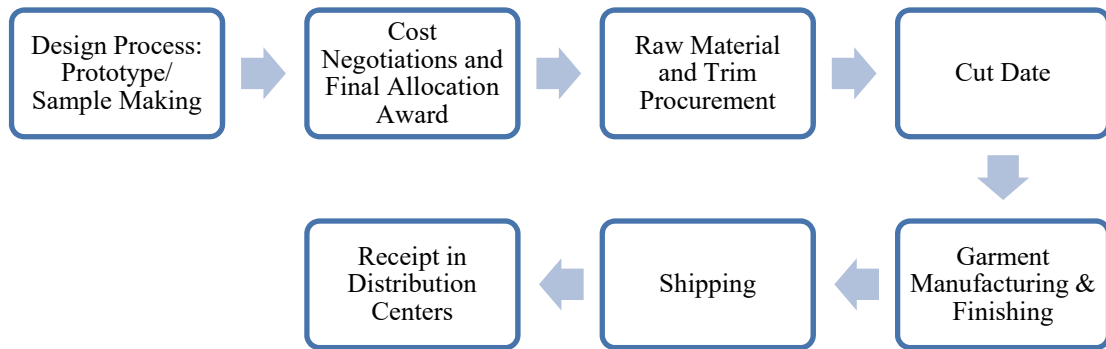 Design Process:
Prototype/
Sample Making
Cost
Negotiations and
Final Allocation
Award
Raw Material
and Trim
Procurement
Cut Date
Garment
Manufacturing &
Finishing
Shipping
Receipt in
Distribution
Centers